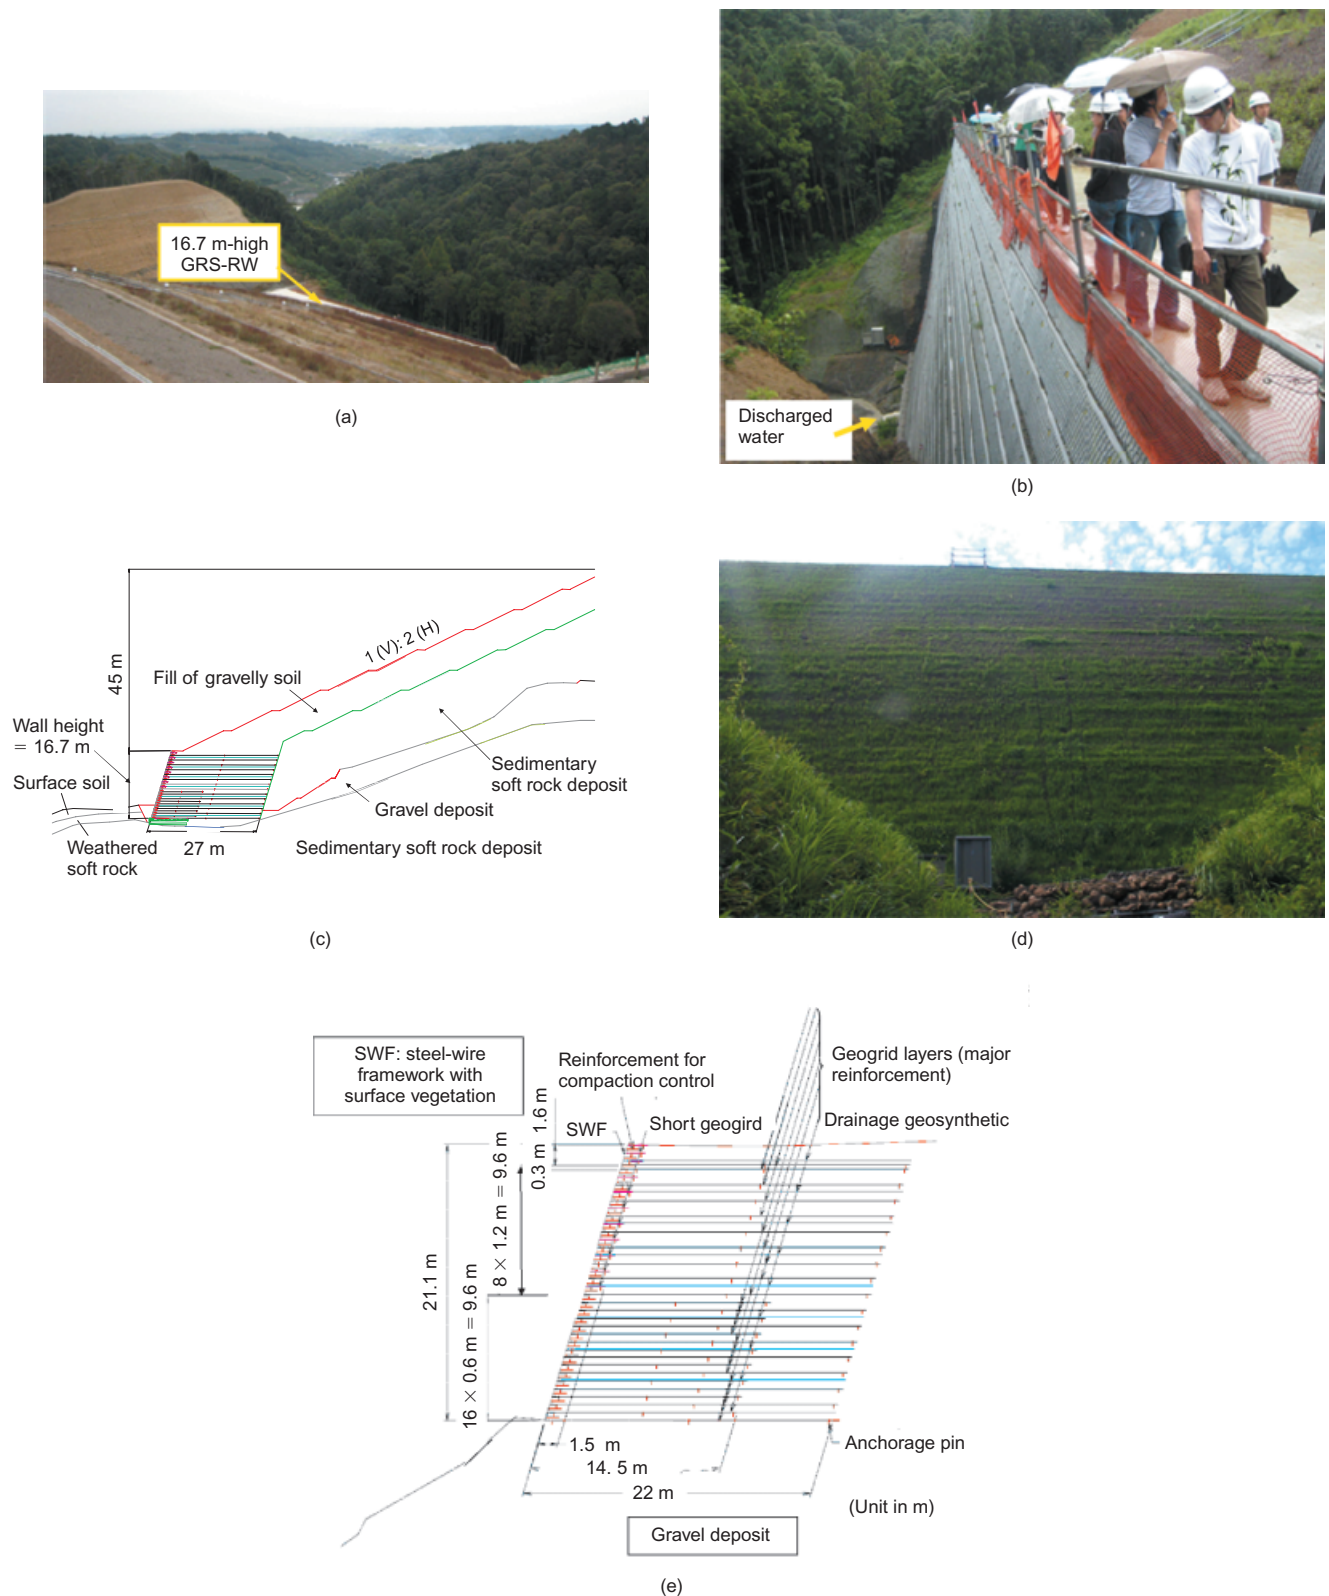 16.7 m-high
GRS-RW
(a)
Discharged
water
(b)
45 m
1 (V): 2 (H)
Fill of gravelly soil
Wall height
= 16.7 m
Surface soil
Sedimentary
soft rock deposit
Gravel deposit
Weathered
soft rock
27 m
Sedimentary soft rock deposit
(c)
(d)
SWF: steel-wire
framework with
surface vegetation
Reinforcement for
compaction control
Geogrid layers (major
reinforcement)
SWF
Short geogird
Drainage geosynthetic
0.3 m 1.6 m
8 × 1.2 m = 9.6 m
21.1 m
16 × 0.6 m = 9.6 m
1.5 m
14. 5 m
22 m
Anchorage pin
(Unit in m)
Gravel deposit
(e)